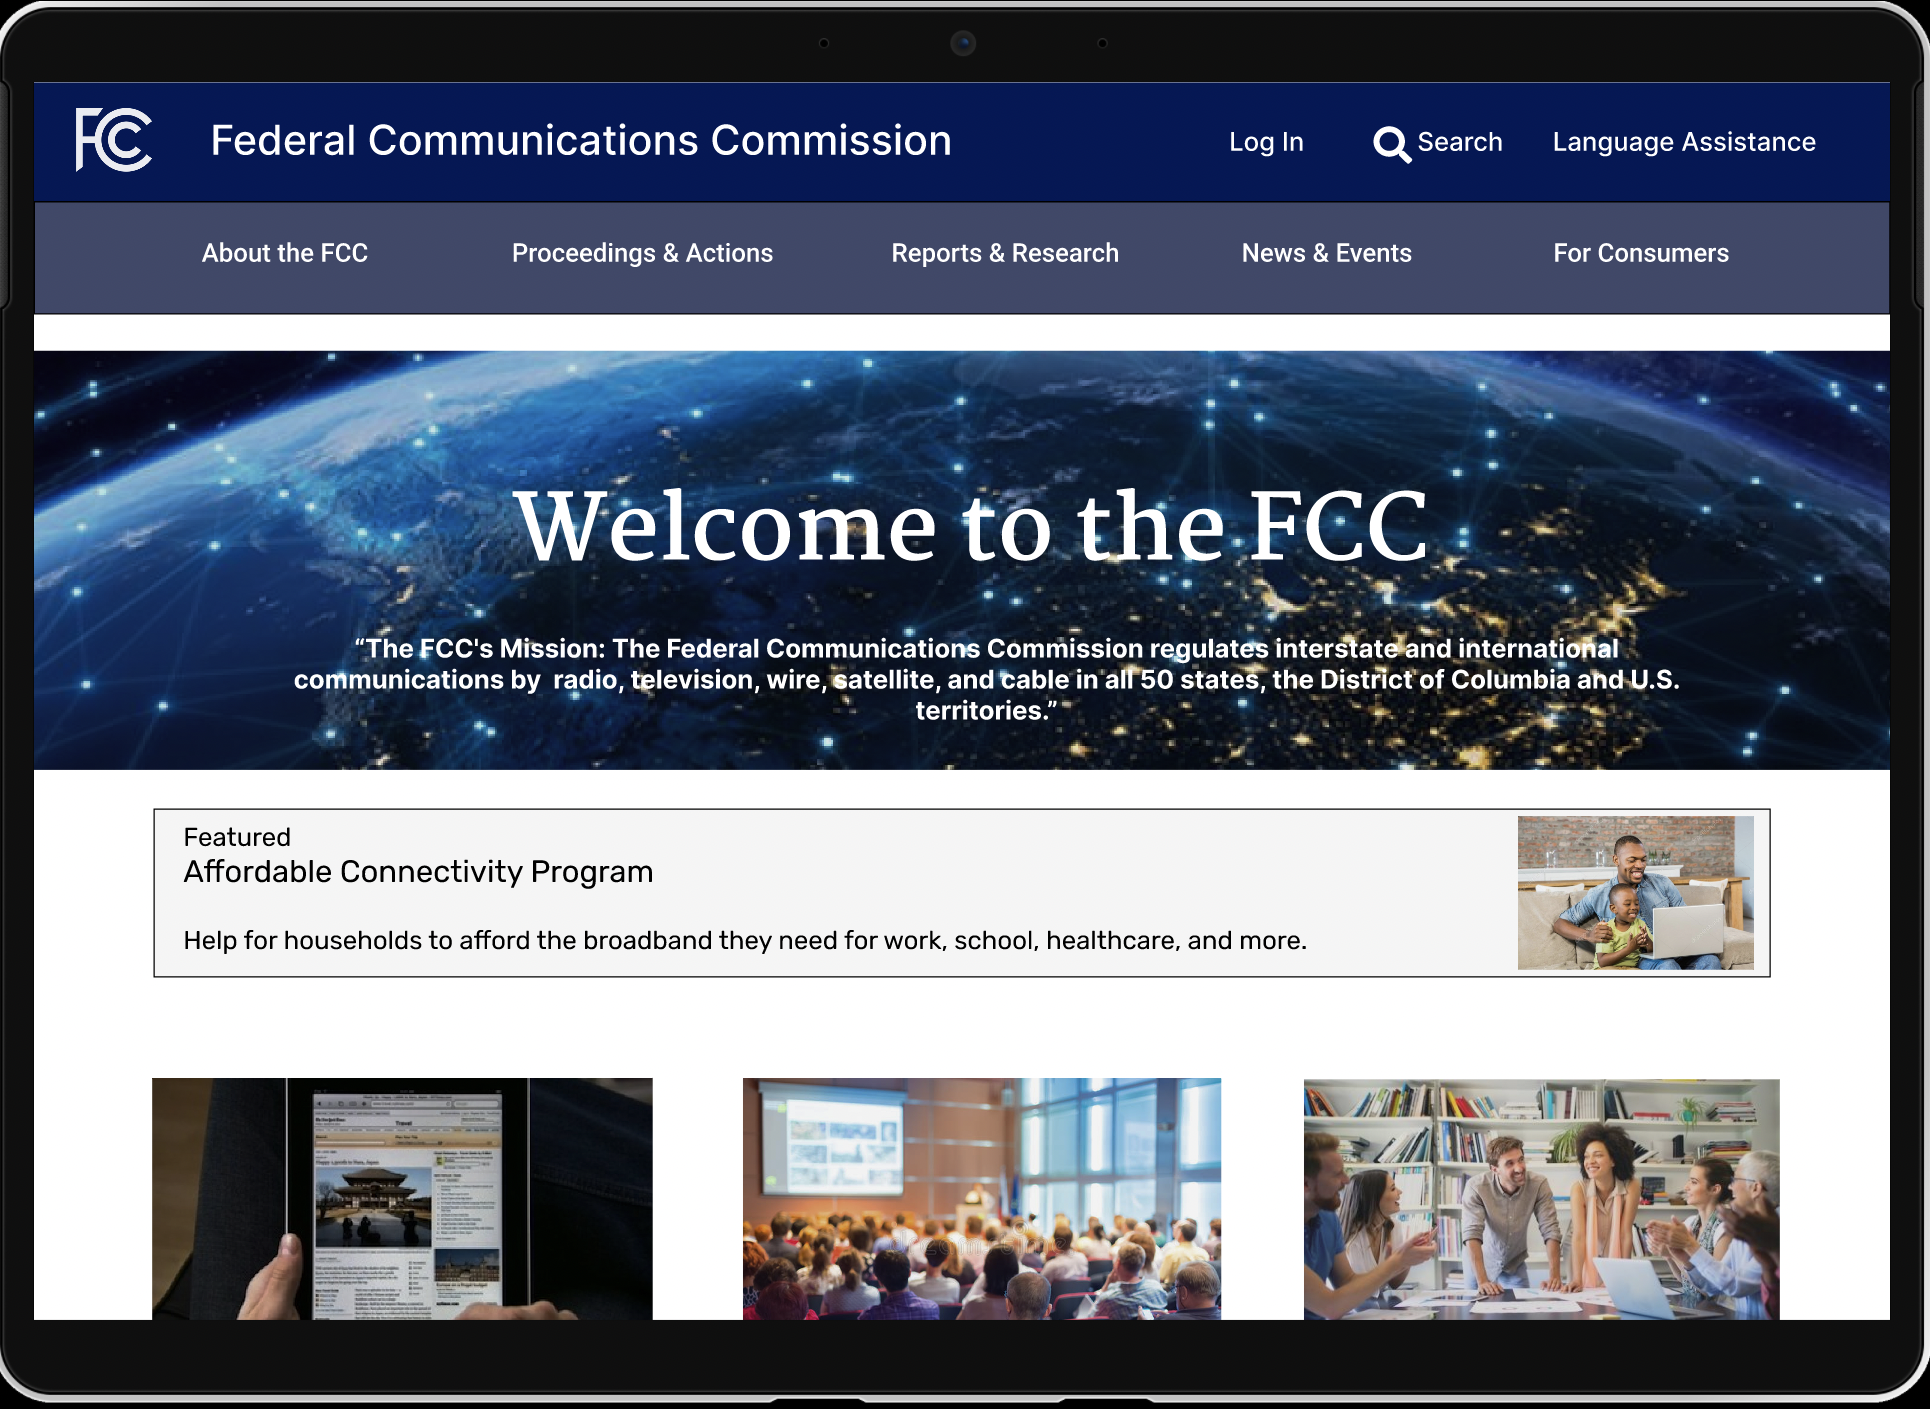 FCC
Federal Communications Commission
Log In
Search
Language Assistance
About the FCC
Proceedings & Actions
Reports & Research
News & Events
For Consumers
Welcome to the FCC
“The FCC's Mission: The Federal Communications Commission regulates interstate and international
communications by  radio, television, wire, satellite, and cable in all 50 states, the District of Columbia and U.S.
territories.”
Featured
Affordable Connectivity Program
Help for households to afford the broadband they need for work, school, healthcare, and more.
Travel